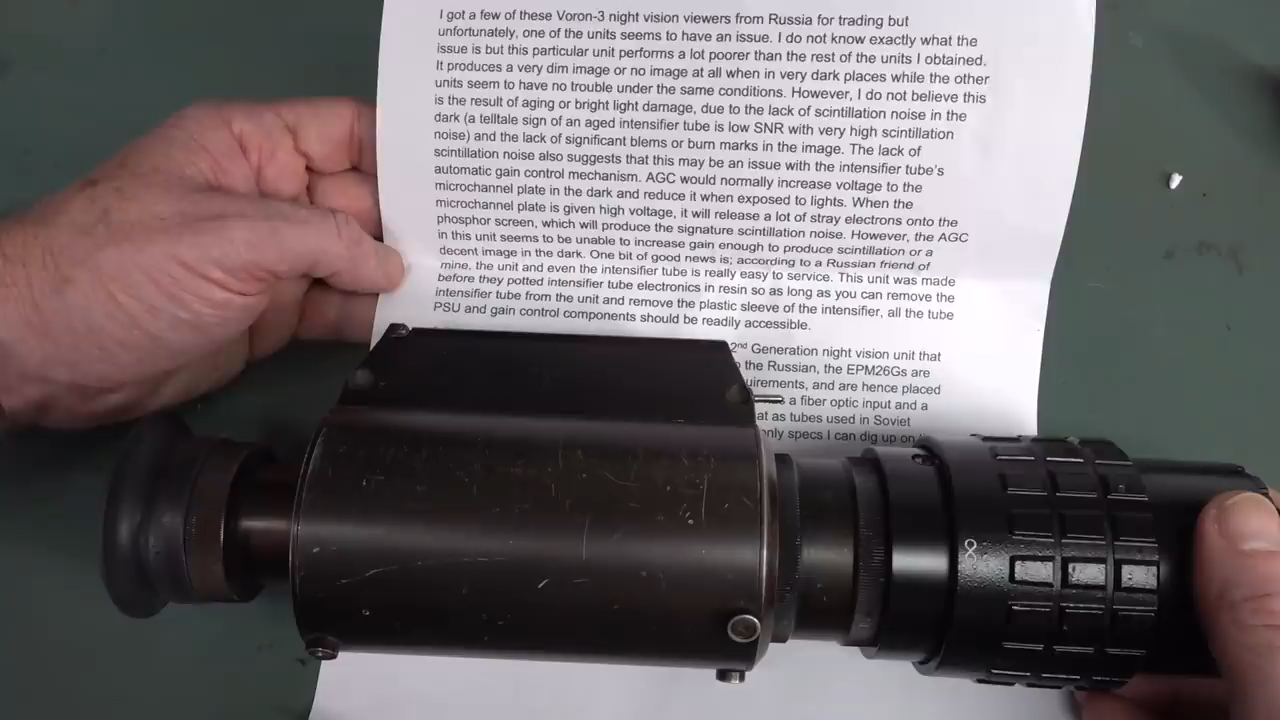 I got a few of these Voron-3 night vision viewers from Russia for trading but
unfortunately, one of the units seems to have an issue. I do not know exactly what the
issue is but this particular unit performs a lot poorer than the rest of the units I obtained.
It produces a very dim image or no image at all when in very dark places while the other
units seem to have no trouble under the same conditions. However, I do not believe this
is the result of aging or bright light damage, due to the lack of scintillation noise in the
dark (a telltale sign of an aged intensifier tube is low SNR with very high scintillation
noise) and the lack of significant blems or burn marks in the image. The lack of
scintillation noise also suggests that this may be an issue with the intensifier tube's
automatic gain control mechanism. AGC would normally increase voltage to the
microchannel plate in the dark and reduce it when exposed to lights. When the
microchannel plate is given high voltage, it will release a lot of stray electrons onto the
phosphor screen, which will produce the signature scintillation noise. However, the AGC
in this unit seems to be unable to increase gain enough to produce scintillation or a
decent image in the dark. One bit of good news is; according to a Russian friend of
mine, the unit and even the intensifier tube is really easy to service. This unit was made
before they potted intensifier tube electronics in resin so as long as you can remove the
intensifier tube from the unit and remove the plastic sleeve of the intensifier, all the tube
PSU and gain control components should be readily accessible.
2nd Generation night vision unit that
the Russian, the EPM26Gs are
and are hence placed
a fiber optic input and a
at as tubes used in Soviet
only specs I can dig up on
∞